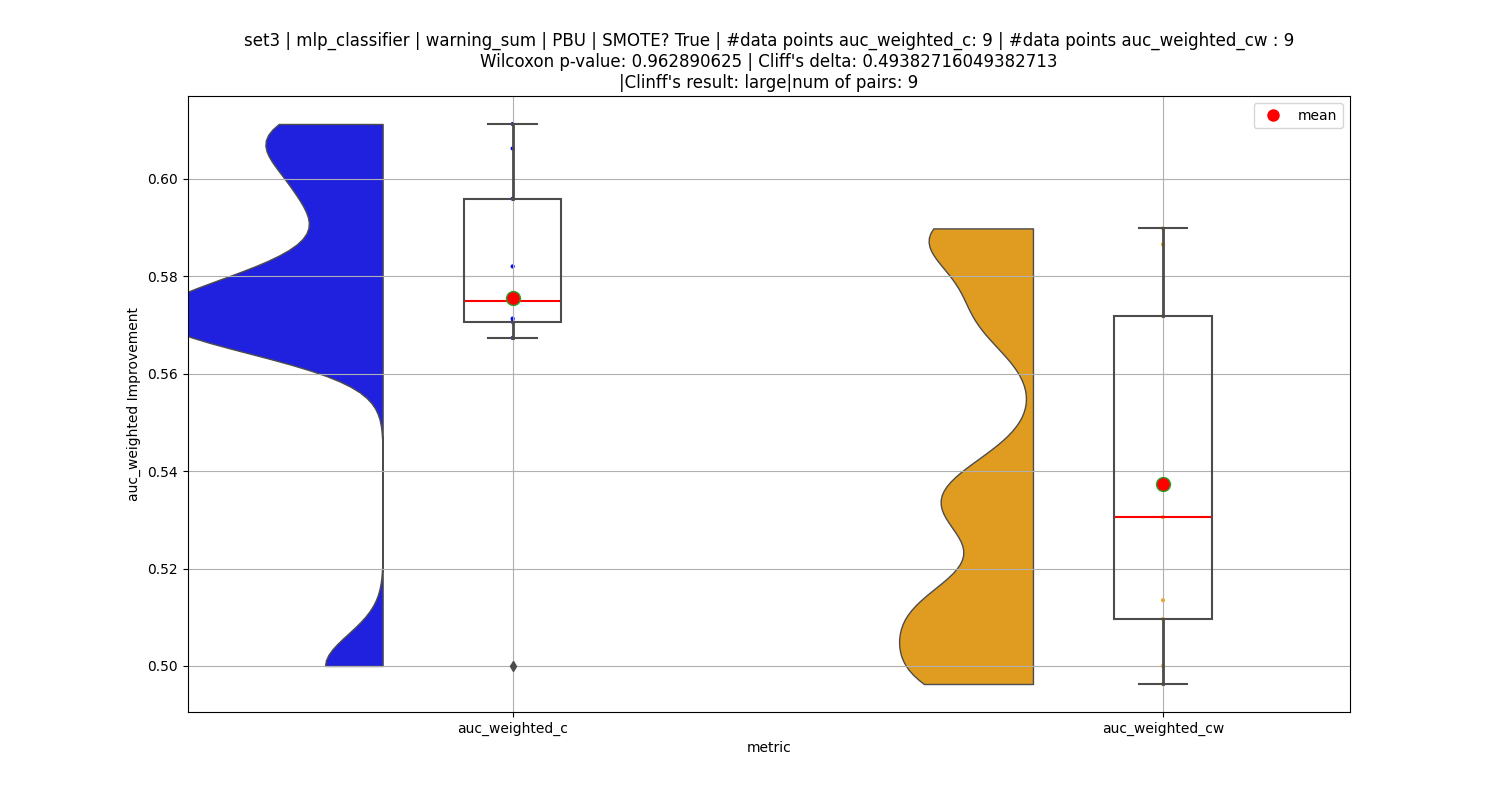 set3 | mlp_classifier | warning_sum | PBU | SMOTE? True | #data points auc_weighted_c: 9 | #data points auc_weighted_cw : 9
Wilcoxon p-value: 0.962890625 | Cliff's delta: 0.49382716049382713
|Clinff's result: large|num of pairs: 9
mean
0.60
0.58
0.56
0.54
0.52
0.50
auc_weighted Improvement
auc_weighted_c
auc_weighted_cw
metric